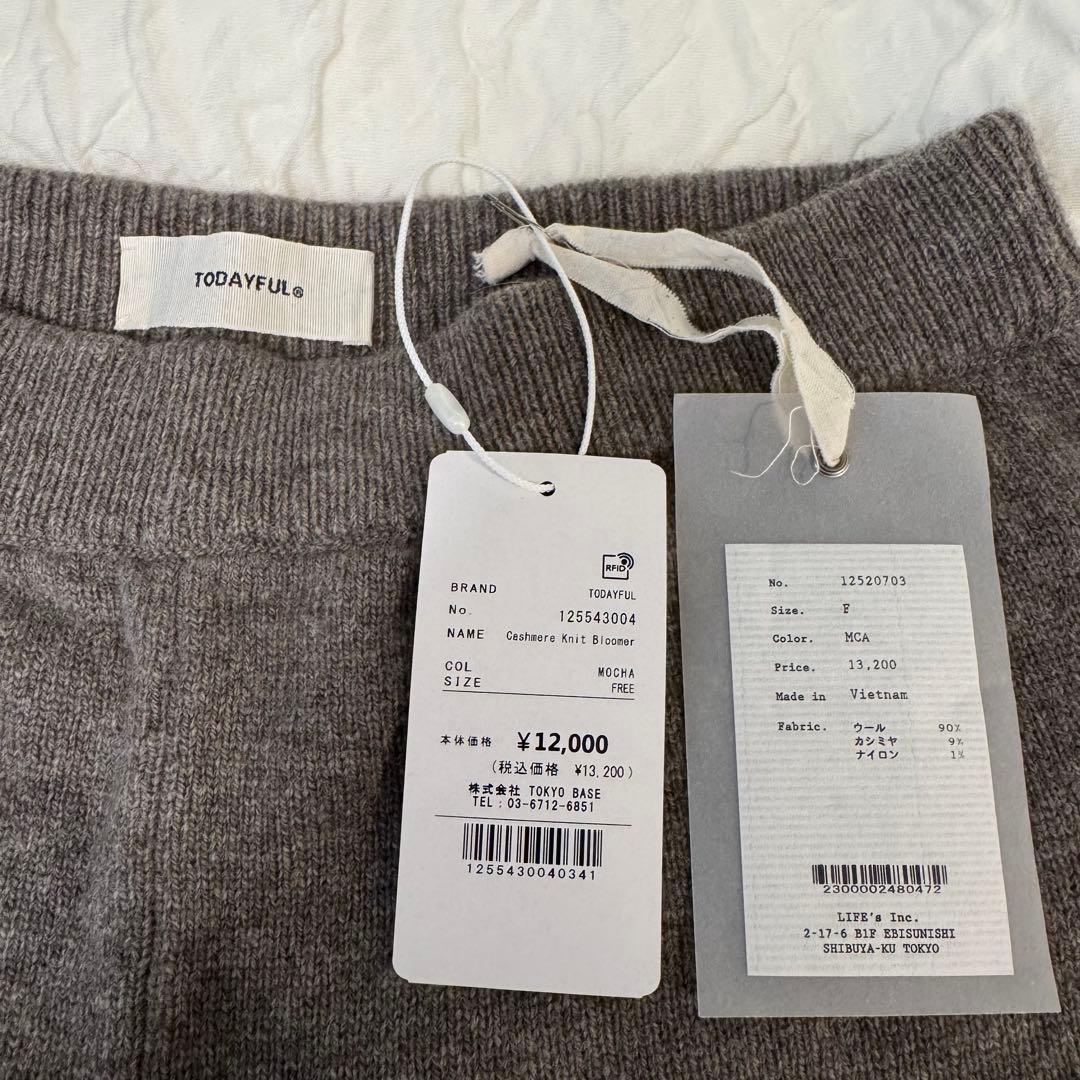 TODAYFUL®
RFID
BRAND TODAYFUL
No. 125543004
NAME Cashmere Knit Bloomer
COL MOCHA
SIZE FREE
本体価格 ¥12,000
(税込価格 ¥13,200)
株式会社 TOKYO BASE
TEL:03-6712-6851
1255430040341
No. 12520703
Size. F
Color. MCA
Price. 13,200
Made in Vietnam
Fabric. ウール 90%
カシミヤ 9%
ナイロン 1%
2300002480472
LIFE's Inc.
2-17-6 B1F EBISUNISHI
SHIBUYA-KU TOKYO